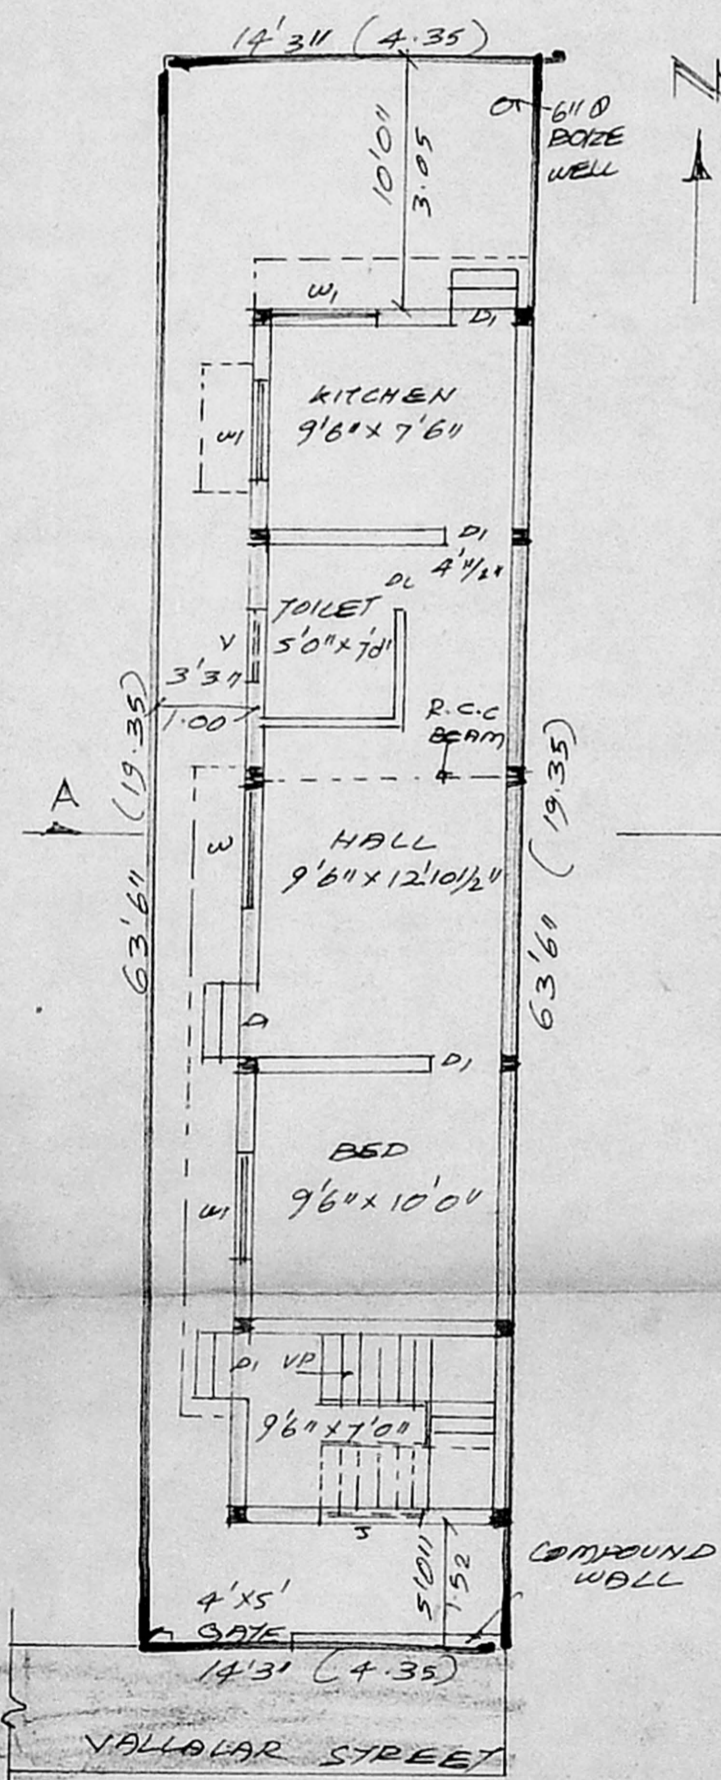 14'3" (4.35)
N
6" Ø
BORE
WELL
10'0"
3.05
W1
D1
KITCHEN
9'6" X 7'6"
W1
D1
4'1/2"
D2
TOILET
5'0" X 7'0"
V
3'3"
1.00
R.C.C
BEAM
63'6" (19.35)
63'6" (19.35)
A
W
HALL
9'6" X 12'10 1/2"
D
D1
BED
9'6" X 10'0"
W1
D1
UP
9'6" X 7'0"
J
5'0"
1.52
COMPOUND
WALL
4'X5'
GATE
14'3" (4.35)
VALLALAR STREET